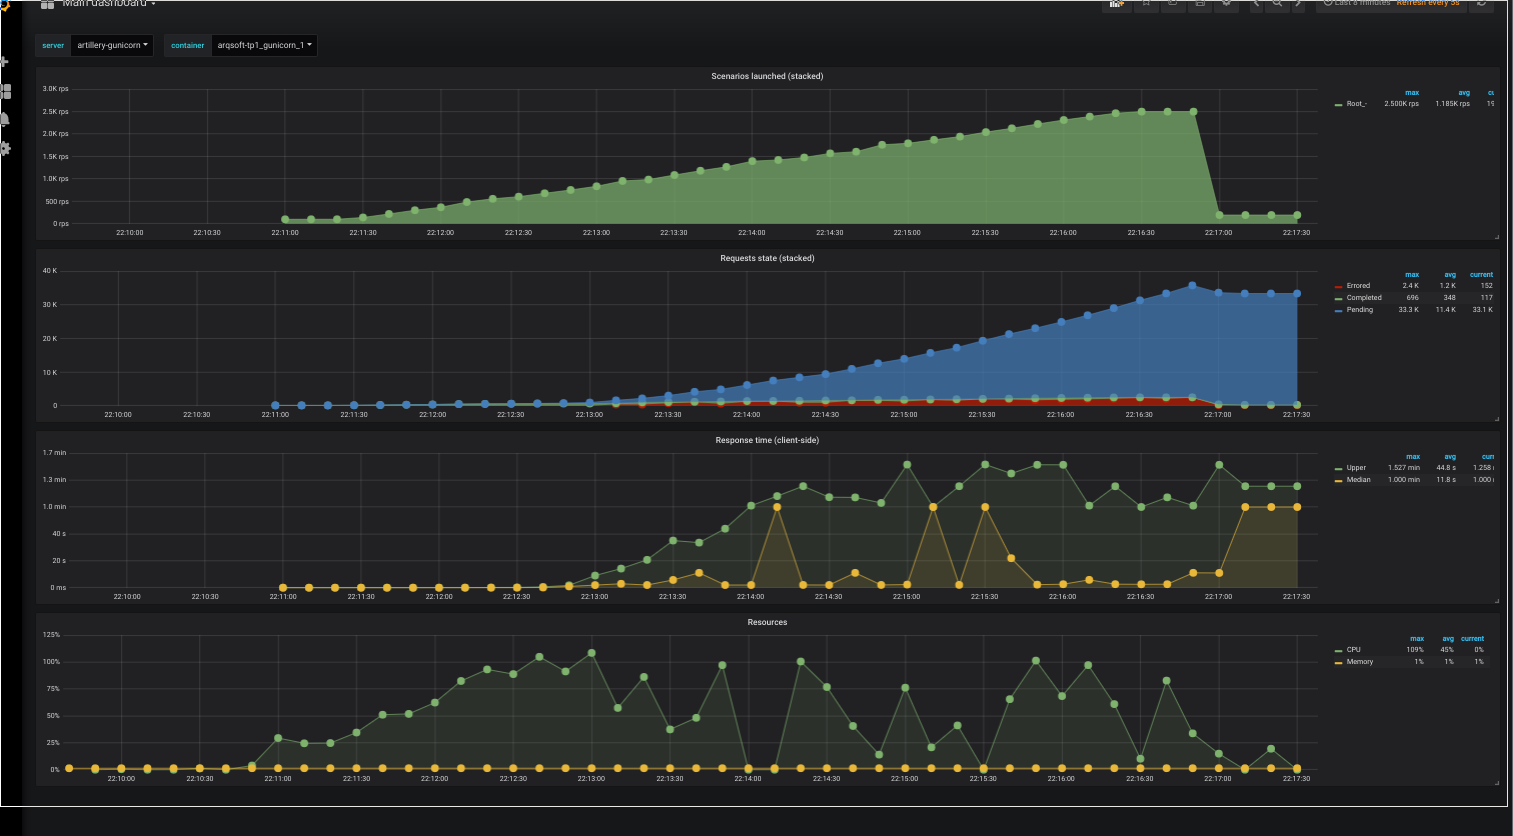 Main dashboard
Last 8 minutes Refresh every 5s
server artillery-gunicorn container arqsoft-tp1_gunicorn_1
Scenarios launched (stacked)
3.0K rps
2.5K rps
2.0K rps
1.5K rps
1.0K rps
500 rps
0 rps
22:10:00 22:10:30 22:11:00 22:11:30 22:12:00 22:12:30 22:13:00 22:13:30 22:14:00 22:14:30 22:15:00 22:15:30 22:16:00 22:16:30 22:17:00 22:17:30
max avg cu
Root_- 2.500K rps 1.185K rps 19
Requests state (stacked)
40 K
30 K
20 K
10 K
0
22:10:00 22:10:30 22:11:00 22:11:30 22:12:00 22:12:30 22:13:00 22:13:30 22:14:00 22:14:30 22:15:00 22:15:30 22:16:00 22:16:30 22:17:00 22:17:30
max avg current
Errored 2.4 K 1.2 K 152
Completed 696 348 117
Pending 33.3 K 11.4 K 33.1 K
Response time (client-side)
1.7 min
1.3 min
1.0 min
40 s
20 s
0 ms
22:10:00 22:10:30 22:11:00 22:11:30 22:12:00 22:12:30 22:13:00 22:13:30 22:14:00 22:14:30 22:15:00 22:15:30 22:16:00 22:16:30 22:17:00 22:17:30
max avg curr
Upper 1.527 min 44.8 s 1.258
Median 1.000 min 11.8 s 1.000
Resources
125%
100%
75%
50%
25%
0%
22:10:00 22:10:30 22:11:00 22:11:30 22:12:00 22:12:30 22:13:00 22:13:30 22:14:00 22:14:30 22:15:00 22:15:30 22:16:00 22:16:30 22:17:00 22:17:30
max avg current
CPU 109% 45% 0%
Memory 1% 1% 1%